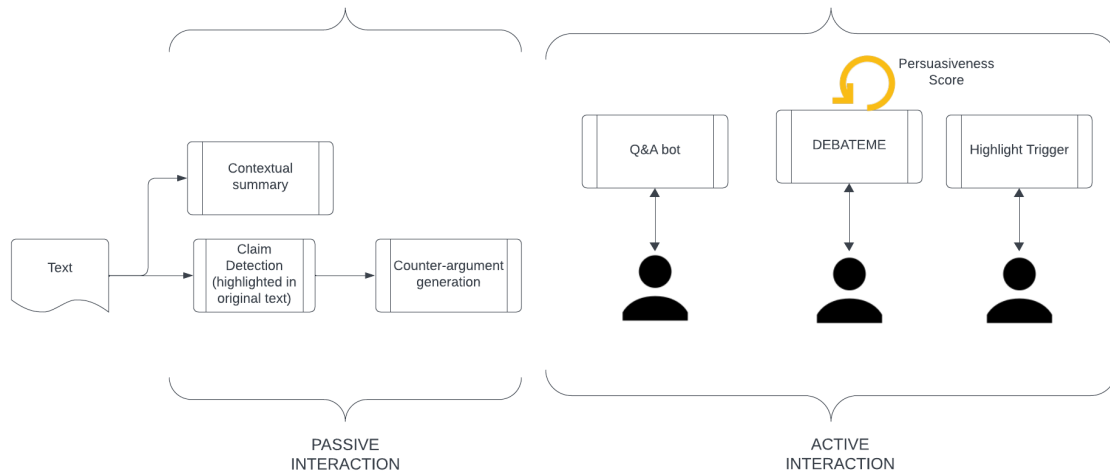 Persuasiveness
Score
Contextual
summary
Text
Claim
Detection
(highlighted in
original text)
Counter-argument
generation
Q&A bot
DEBATEME
Highlight Trigger
PASSIVE
INTERACTION
ACTIVE
INTERACTION